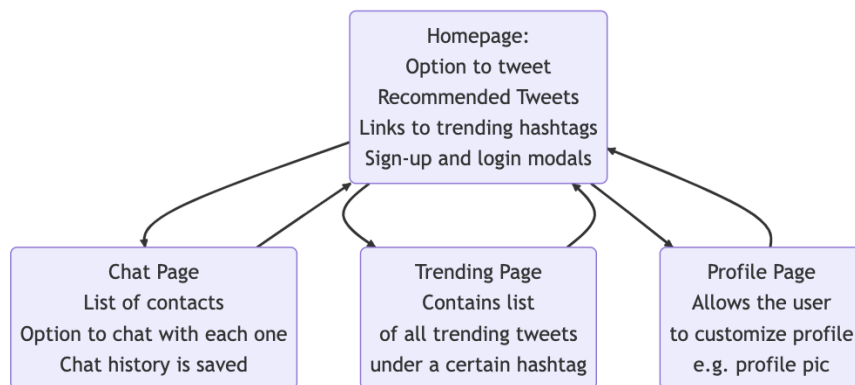 Homepage:
Option to tweet
Recommended Tweets
Links to trending hashtags
Sign-up and login modals
Chat Page
List of contacts
Option to chat with each one
Chat history is saved
Trending Page
Contains list
of all trending tweets
under a certain hashtag
Profile Page
Allows the user
to customize profile
e.g. profile pic